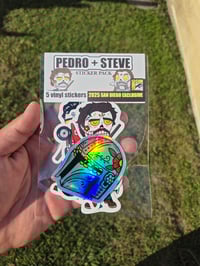 PEDRO + STEVE
STICKER PACK
5 vinyl stickers
2025 SAN DIEGO EXCLUSIVE